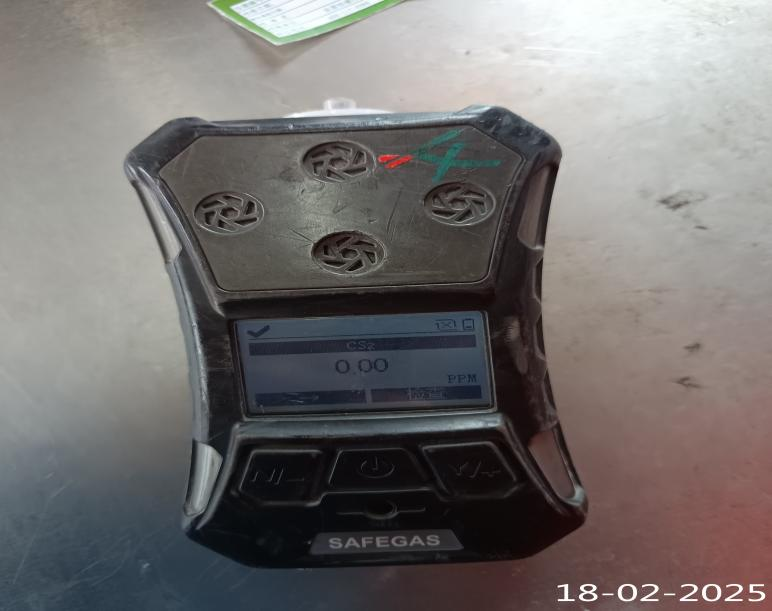 4
CS₂
0.00
PPM
N/-
Y/+
SAFEGAS
18-02-2025